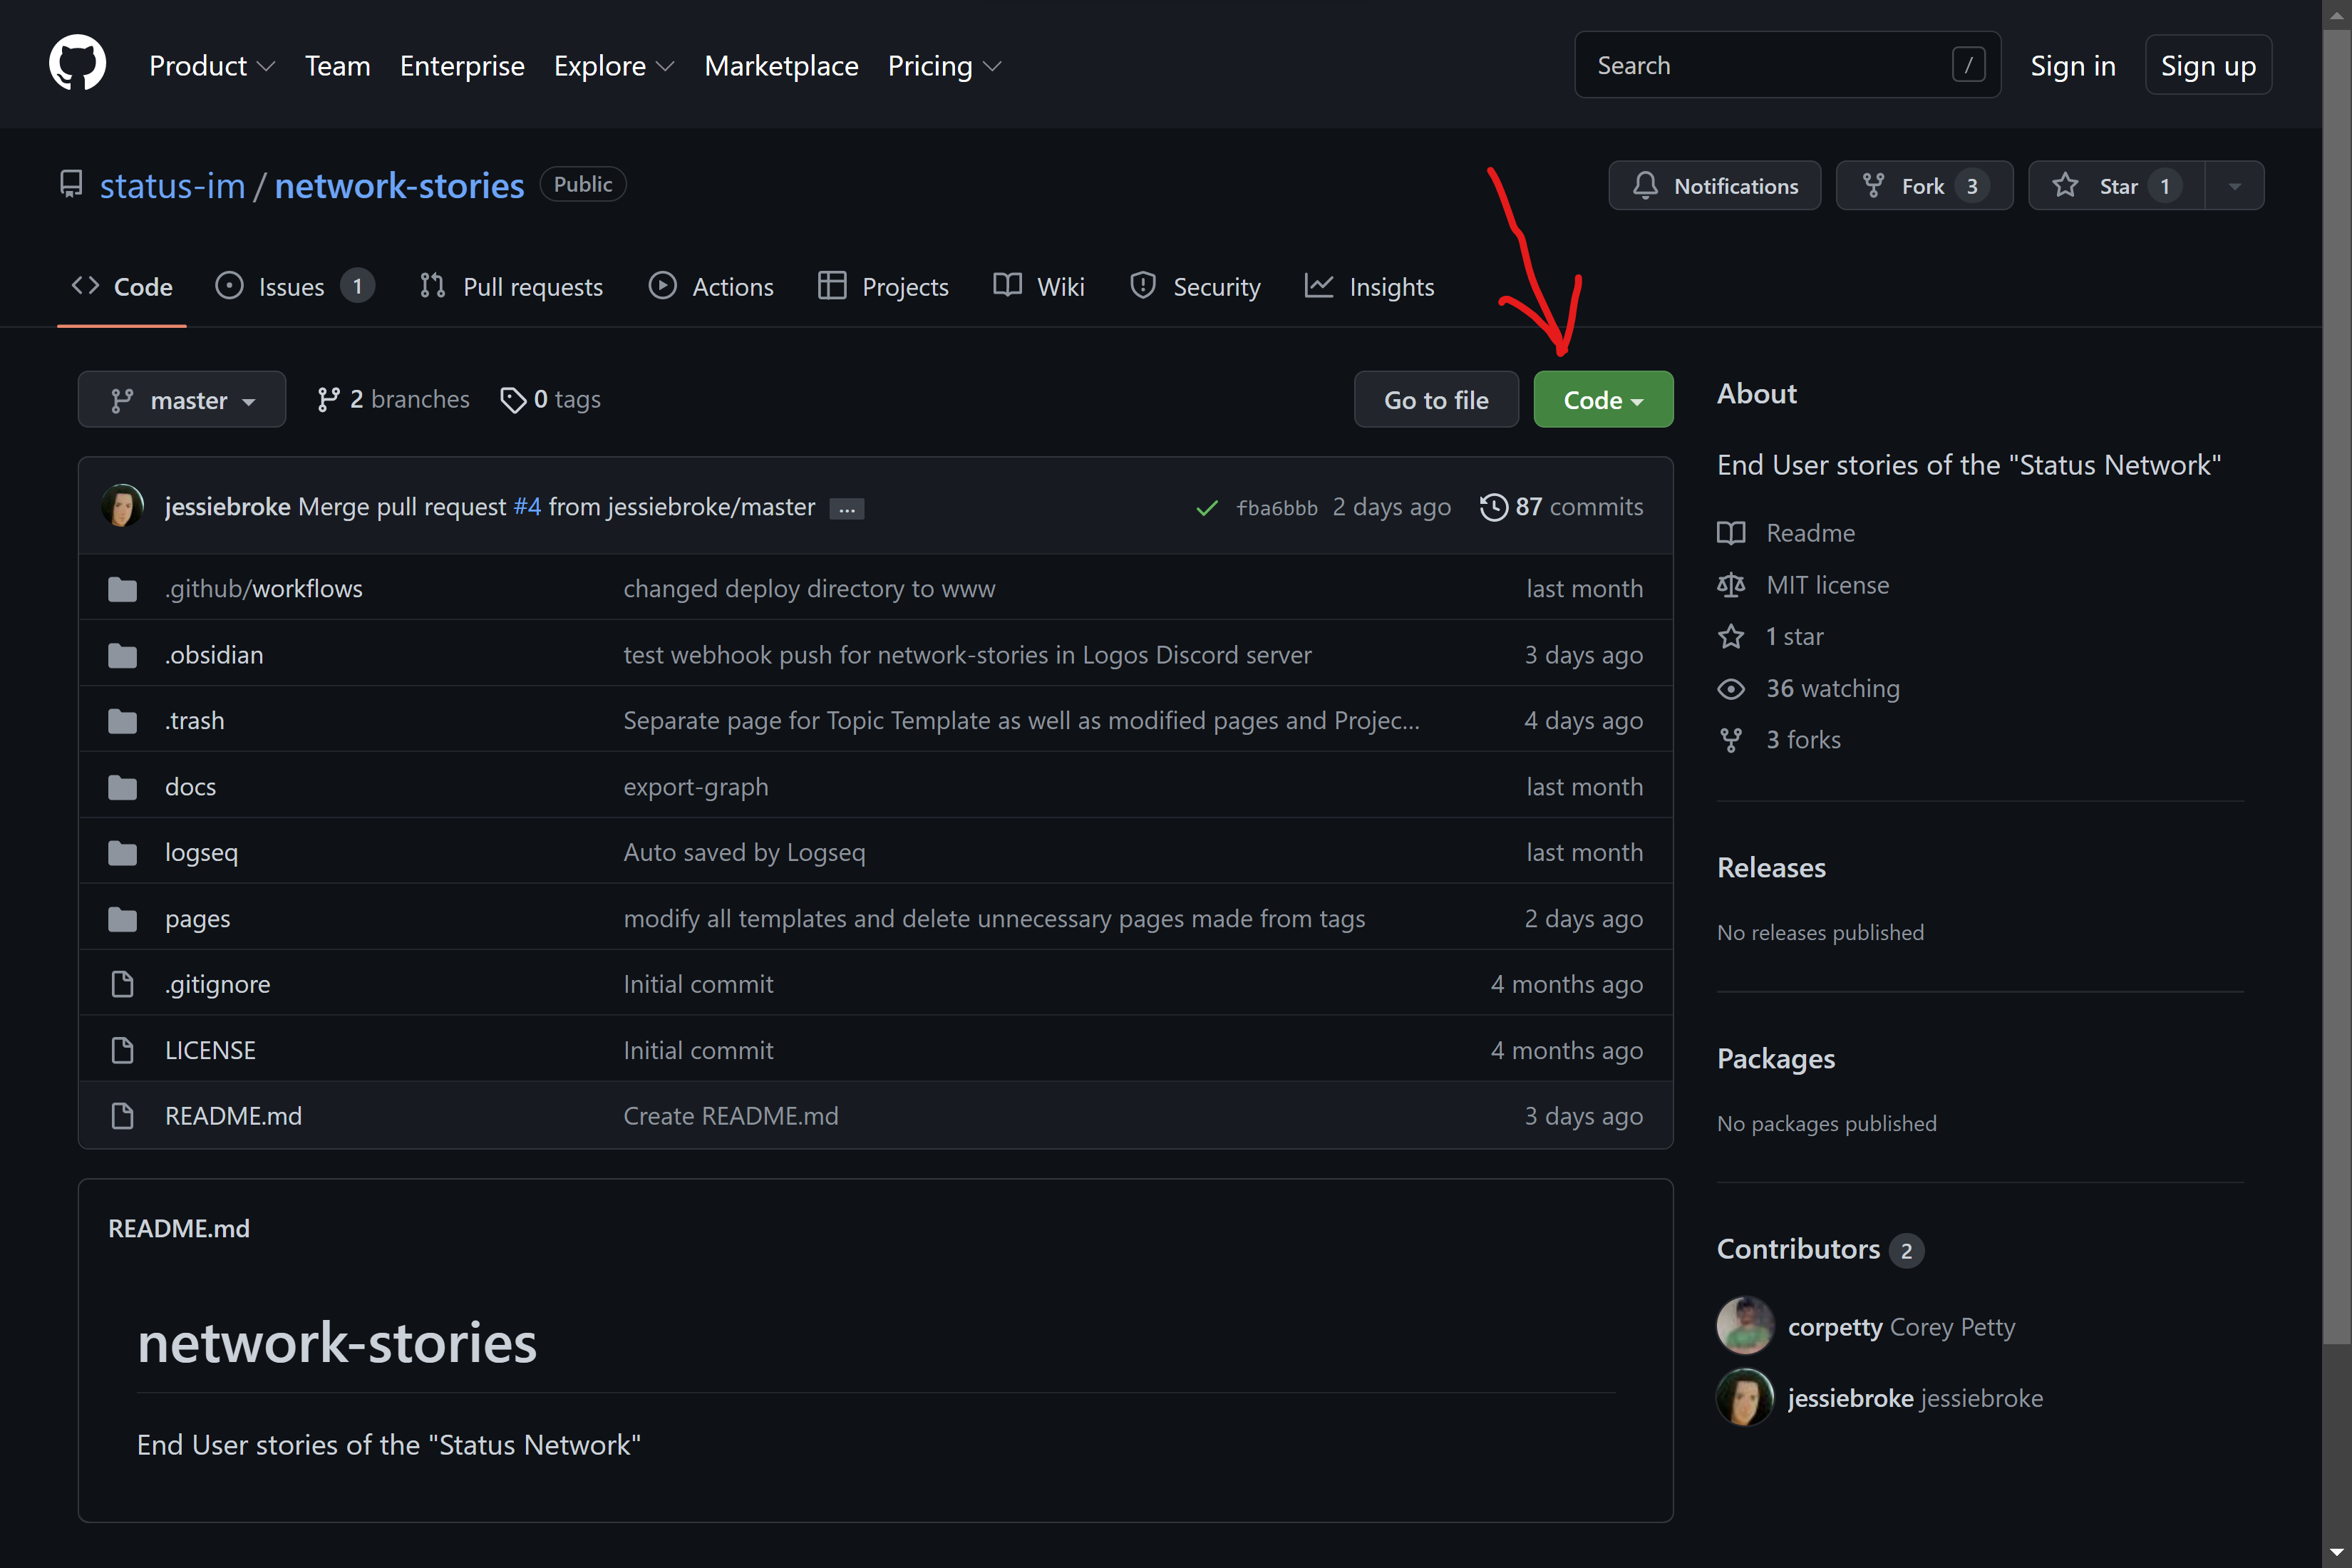 Product Team Enterprise Explore Marketplace Pricing Search / Sign in Sign up
status-im / network-stories Public Notifications Fork 3 Star 1
Code Issues 1 Pull requests Actions Projects Wiki Security Insights
master 2 branches 0 tags Go to file Code
jessiebroke Merge pull request #4 from jessiebroke/master ... fba6bbb 2 days ago 87 commits
.github/workflows changed deploy directory to www last month
.obsidian test webhook push for network-stories in Logos Discord server 3 days ago
.trash Separate page for Topic Template as well as modified pages and Projec... 4 days ago
docs export-graph last month
logseq Auto saved by Logseq last month
pages modify all templates and delete unnecessary pages made from tags 2 days ago
.gitignore Initial commit 4 months ago
LICENSE Initial commit 4 months ago
README.md Create README.md 3 days ago
README.md
network-stories
End User stories of the "Status Network"
About
End User stories of the "Status Network"
Readme
MIT license
1 star
36 watching
3 forks
Releases
No releases published
Packages
No packages published
Contributors 2
corpetty Corey Petty
jessiebroke jessiebroke